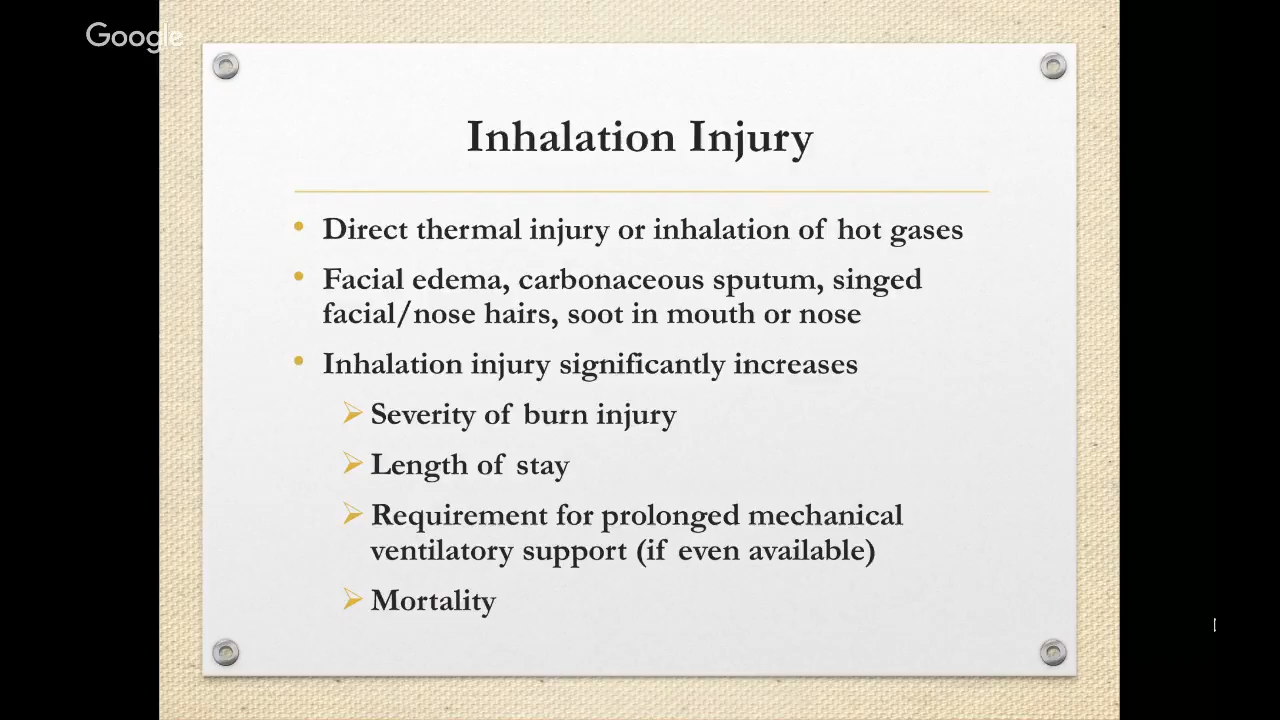 Google
Inhalation Injury
• Direct thermal injury or inhalation of hot gases
• Facial edema, carbonaceous sputum, singed
facial/nose hairs, soot in mouth or nose
• Inhalation injury significantly increases
➢ Severity of burn injury
➢ Length of stay
➢ Requirement for prolonged mechanical
ventilatory support (if even available)
➢ Mortality